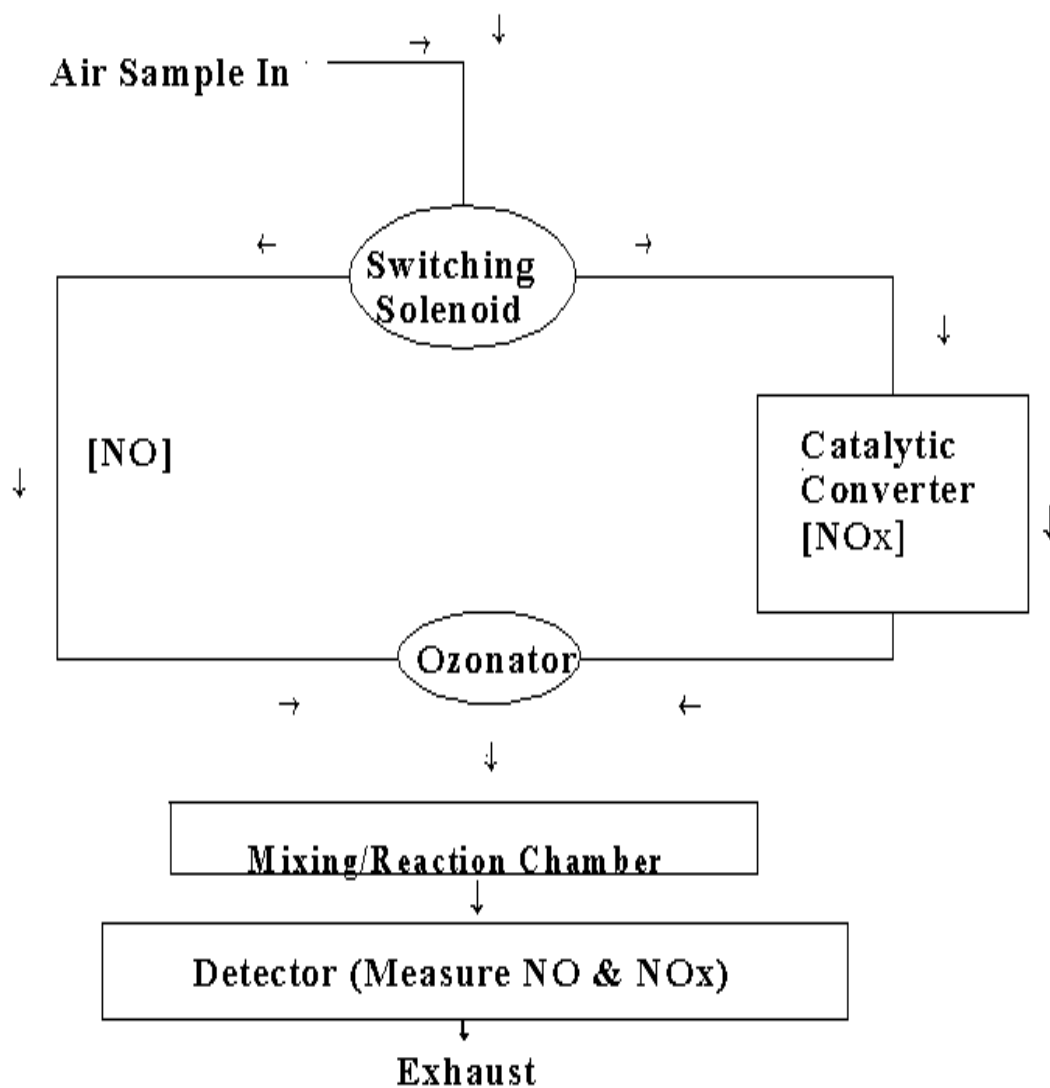 Air Sample In
Switching
Solenoid
[NO]
Catalytic
Converter
[NOx]
Ozonator
Mixing/Reaction Chamber
Detector (Measure NO & NOx)
Exhaust